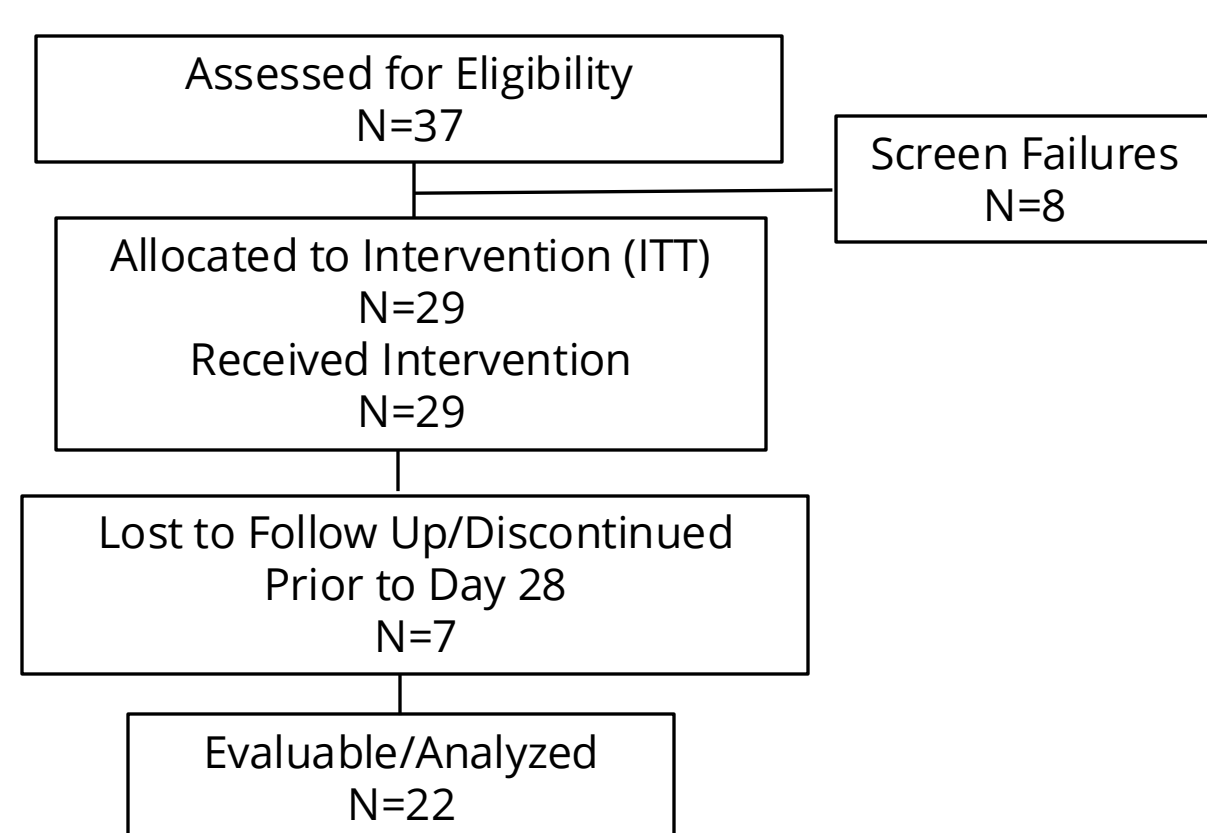 Assessed for Eligibility
N=37
Screen Failures
N=8
Allocated to Intervention (ITT)
N=29
Received Intervention
N=29
Lost to Follow Up/Discontinued
Prior to Day 28
N=7
Evaluable/Analyzed
N=22